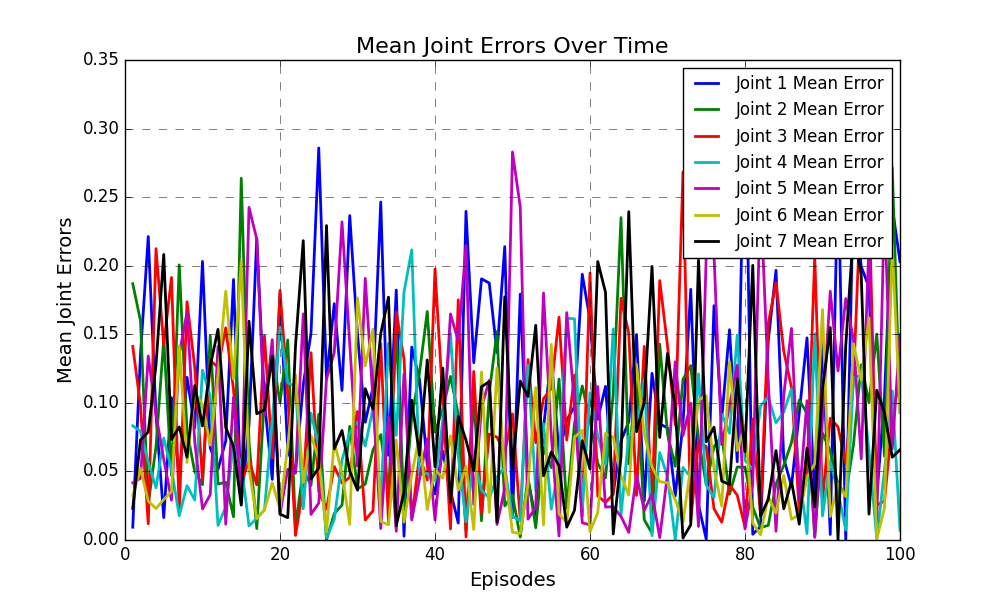 Mean Joint Errors Over Time
0.35
0.30
0.25
0.20
0.15
0.10
0.05
0.00
Mean Joint Errors
Joint 1 Mean Error
Joint 2 Mean Error
Joint 3 Mean Error
Joint 4 Mean Error
Joint 5 Mean Error
Joint 6 Mean Error
Joint 7 Mean Error
0 20 40 60 80 100
Episodes